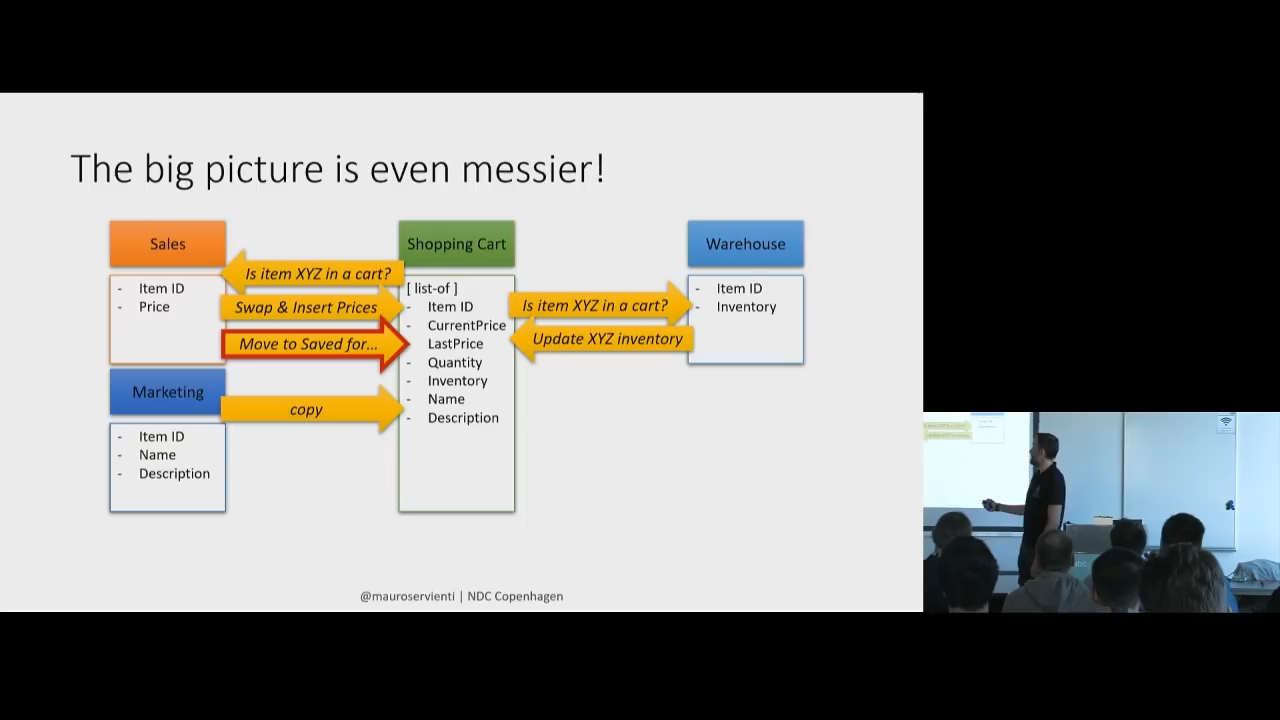 The big picture is even messier!
Sales
Shopping Cart
Warehouse
Is item XYZ in a cart?
- Item ID
- Price
Swap & Insert Prices
Move to Saved for...
[ list-of ]
- Item ID
- CurrentPrice
- LastPrice
- Quantity
- Inventory
- Name
- Description
Is item XYZ in a cart?
Update XYZ inventory
- Item ID
- Inventory
Marketing
copy
- Item ID
- Name
- Description
@mauroservienti | NDC Copenhagen